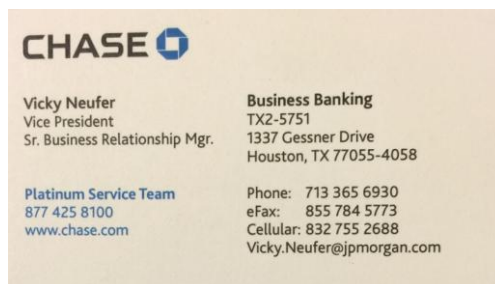 CHASE
Vicky Neufer
Vice President
Sr. Business Relationship Mgr.
Platinum Service Team
877 425 8100
www.chase.com
Business Banking
TX2-5751
1337 Gessner Drive
Houston, TX 77055-4058
Phone: 713 365 6930
eFax: 855 784 5773
Cellular: 832 755 2688
Vicky.Neufer@jpmorgan.com